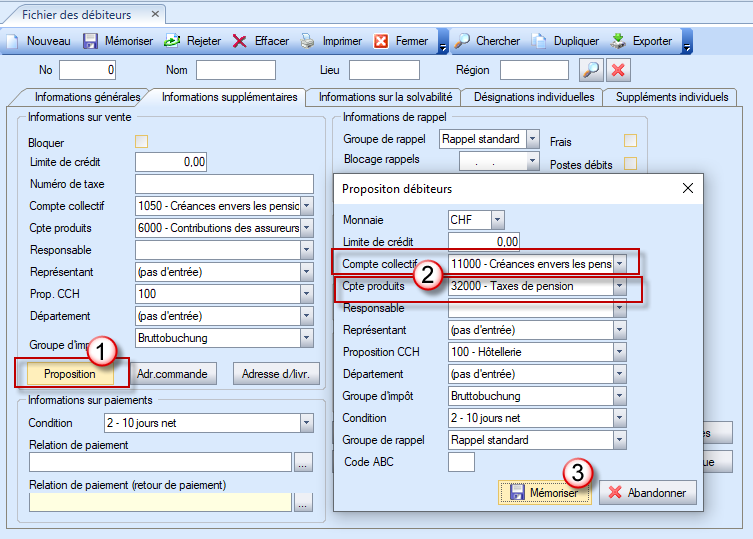 Fichier des débiteurs
Nouveau Mémoriser Rejeter Effacer Imprimer Fermer Chercher Dupliquer Exporter
No 0 Nom Lieu Région
Informations générales Informations supplémentaires Informations sur la solvabilité Désignations individuelles Suppléments individuels
Informations sur vente
Bloquer
Limite de crédit 0,00
Numéro de taxe
Compte collectif 1050 - Créances envers les pensic
Cpte produits 6000 - Contributions des assureurs
Responsable
Représentant (pas d'entrée)
Prop. CCH 100
Département (pas d'entrée)
Groupe d'imp Bruttobuchung
1
Proposition Adr.commande Adresse d/livr.
Informations sur paiements
Condition 2 - 10 jours net
Relation de paiement
...
Relation de paiement (retour de paiement)
...
Informations de rappel
Groupe de rappel Rappel standard Frais
Blocage rappels . . Postes débits
Propositon débiteurs
Monnaie CHF
Limite de crédit 0,00
Compte collectif 11000 - Créances envers les pens
2
Cpte produits 32000 - Taxes de pension
Responsable
Représentant (pas d'entrée)
Proposition CCH 100 - Hôtellerie
Département (pas d'entrée)
Groupe d'impôt Bruttobuchung
Condition 2 - 10 jours net
Groupe de rappel Rappel standard
Code ABC
3
Mémoriser Abandonner
es
que